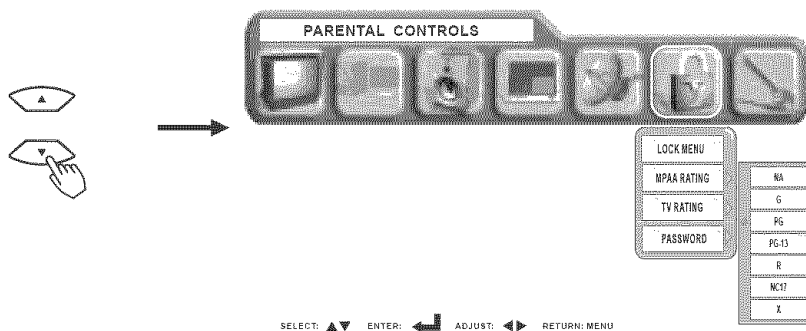 PARENTAL CONTROLS
LOCK MENU
MPAA RATING
TV RATING
PASSWORD
NA
G
PG
PG-13
R
NC17
X
SELECT: ▲▼ ENTER: ADJUST: ◀▶ RETURN: MENU